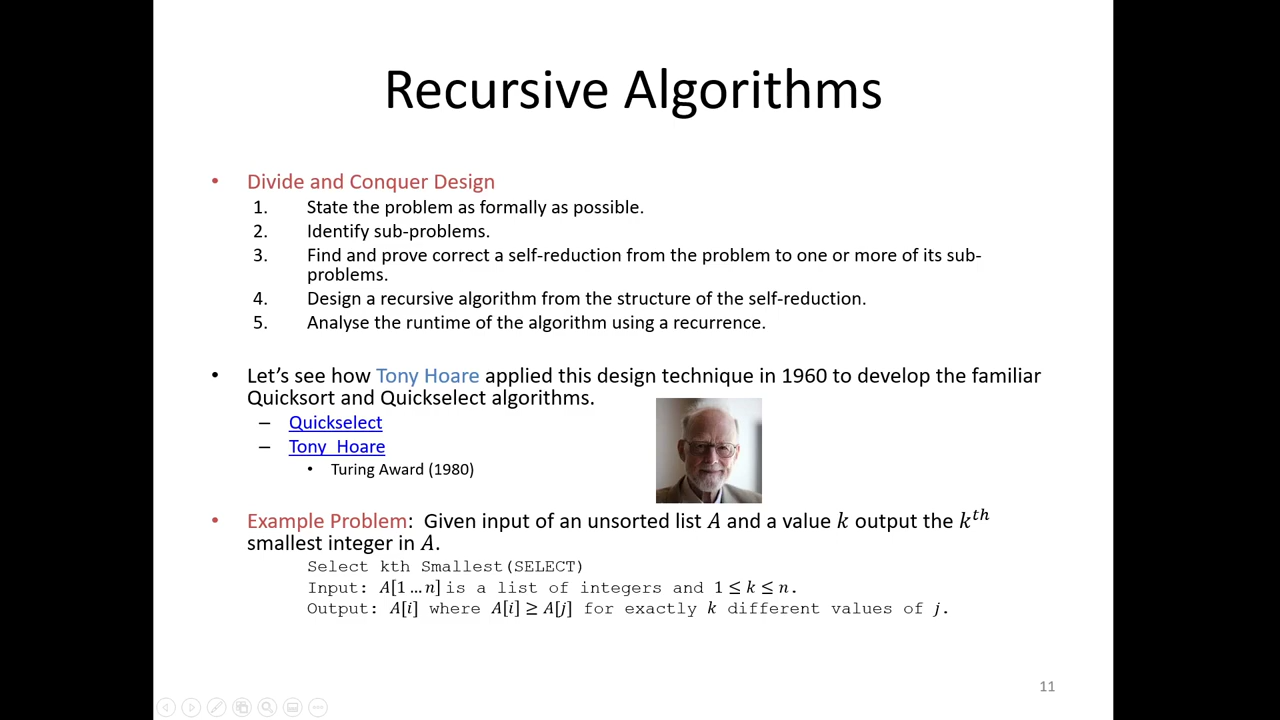 Recursive Algorithms
• Divide and Conquer Design
1. State the problem as formally as possible.
2. Identify sub-problems.
3. Find and prove correct a self-reduction from the problem to one or more of its sub-
problems.
4. Design a recursive algorithm from the structure of the self-reduction.
5. Analyse the runtime of the algorithm using a recurrence.
• Let's see how Tony Hoare applied this design technique in 1960 to develop the familiar
Quicksort and Quickselect algorithms.
– Quickselect
– Tony Hoare
• Turing Award (1980)
• Example Problem: Given input of an unsorted list A and a value k output the k^{th}
smallest integer in A.
Select kth Smallest(SELECT)
Input: A[1…n] is a list of integers and 1 ≤ k ≤ n.
Output: A[i] where A[i] ≥ A[j] for exactly k different values of j.
11